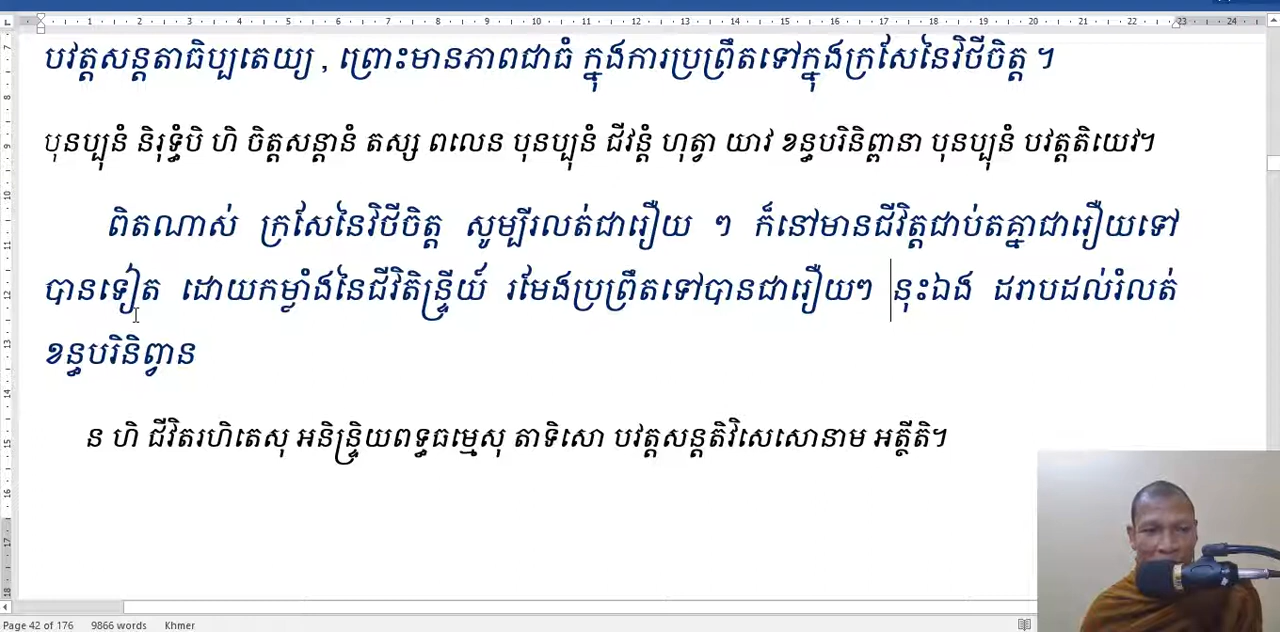 បវត្តសន្តតាធិប្បតេយ្យ , ព្រោះមានភាពជាធំ ក្នុងការប្រព្រឹតទៅក្នុងក្រសែនៃវិថីចិត្ត ។
បុនប្បុនំ និរុទ្ធំបិ ហិ ចិត្តសន្តានំ តស្ស ពលេន បុនប្បុនំ ជីវន្តំ ហុត្វា យាវ ខន្ធបរិនិព្ពានា បុនប្បុនំ បវត្តតិយេវ។
ពិតណាស់ ក្រសែនៃវិថីចិត្ត សូម្បីរលត់ជារឿយ ៗ ក៏នៅមានជីវិត្តជាប់តគ្នាជារឿយទៅ
បានទៀត ដោយកម្លាំងនៃជីវិតិន្ទ្រីយ៍ រមែងប្រព្រឹតទៅបានជារឿយៗ នុះឯង ដរាបដល់រំលត់
ខន្ធបរិនិព្វាន
ន ហិ ជីវិតរហិតេសុ អនិន្ទ្រិយពទ្ធធម្មេសុ តាទិសោ បវត្តសន្តតិវិសេសោនាម អត្ថីតិ។
Page 42 of 176 9866 words Khmer